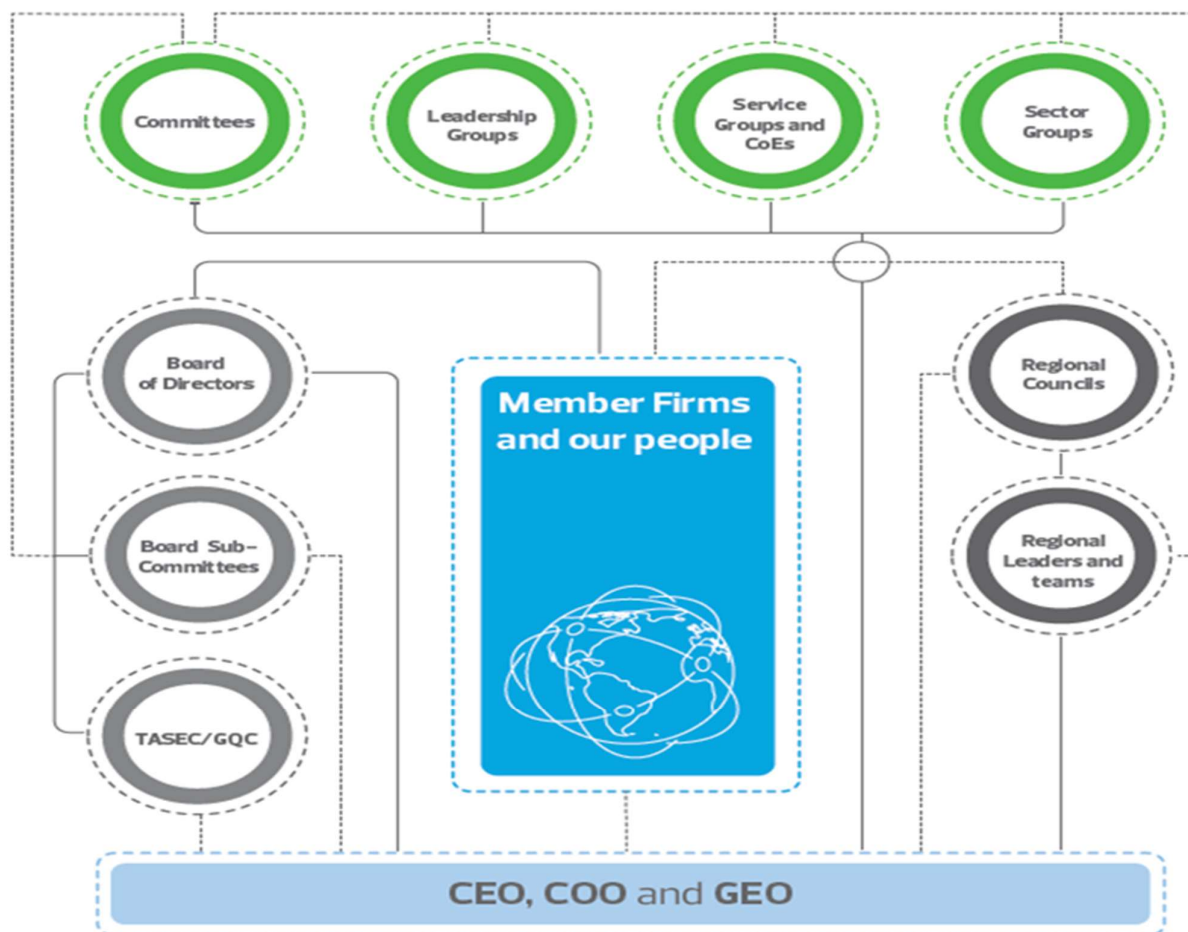 Committees
Leadership
Groups
Service
Groups and
CoEs
Sector
Groups
Board
of Directors
Member Firms
and our people
Regional
Councils
Board Sub-
Committees
Regional
Leaders and
teams
TASEC/GQC
CEO, COO and GEO